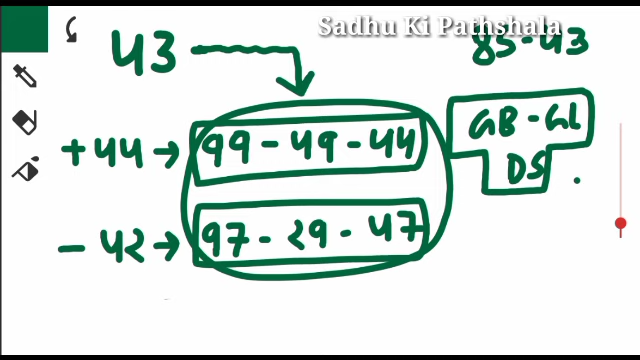 Sadhu Ki Pathshala
43
85-43
+44 → 99-49-44
GB-GL
DS.
-42 → 97-29-47